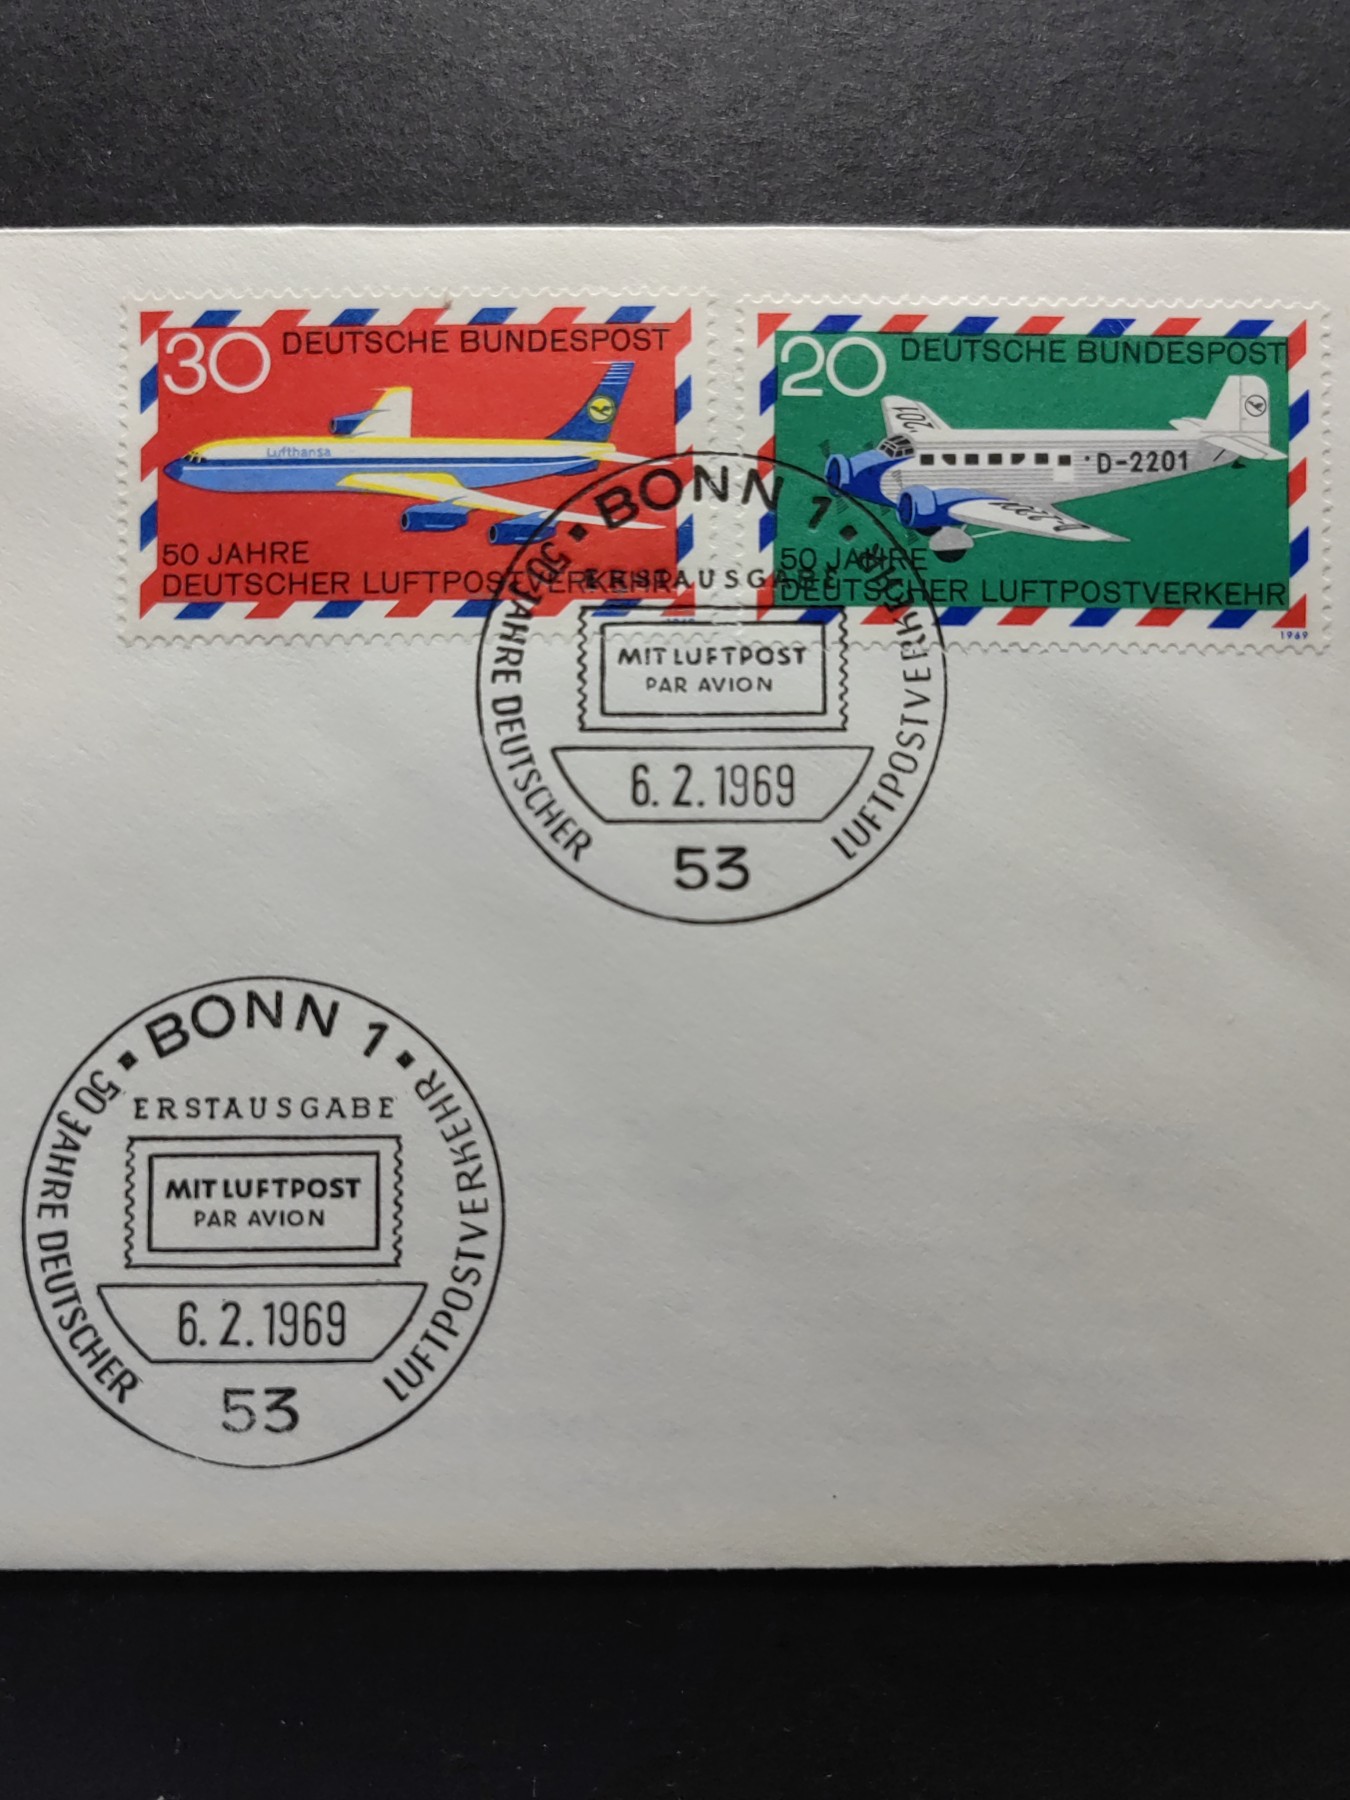 30 DEUTSCHE BUNDESPOST
Lufthansa
50 JAHRE
DEUTSCHER LUFTPOSTVERKEHR
20 DEUTSCHE BUNDESPOST
201
D-2201
D-2201
50 JAHRE
DEUTSCHER LUFTPOSTVERKEHR
1969
BONN 1
50 JAHRE DEUTSCHER LUFTPOSTVERKEHR
ERSTAUSGABE
MIT LUFTPOST
PAR AVION
6.2.1969
53
BONN 1
50 JAHRE DEUTSCHER LUFTPOSTVERKEHR
ERSTAUSGABE
MIT LUFTPOST
PAR AVION
6.2.1969
53